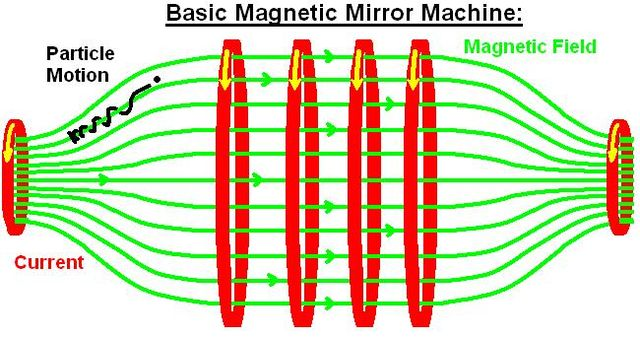 Basic Magnetic Mirror Machine:
Particle
Motion
Magnetic Field
Current